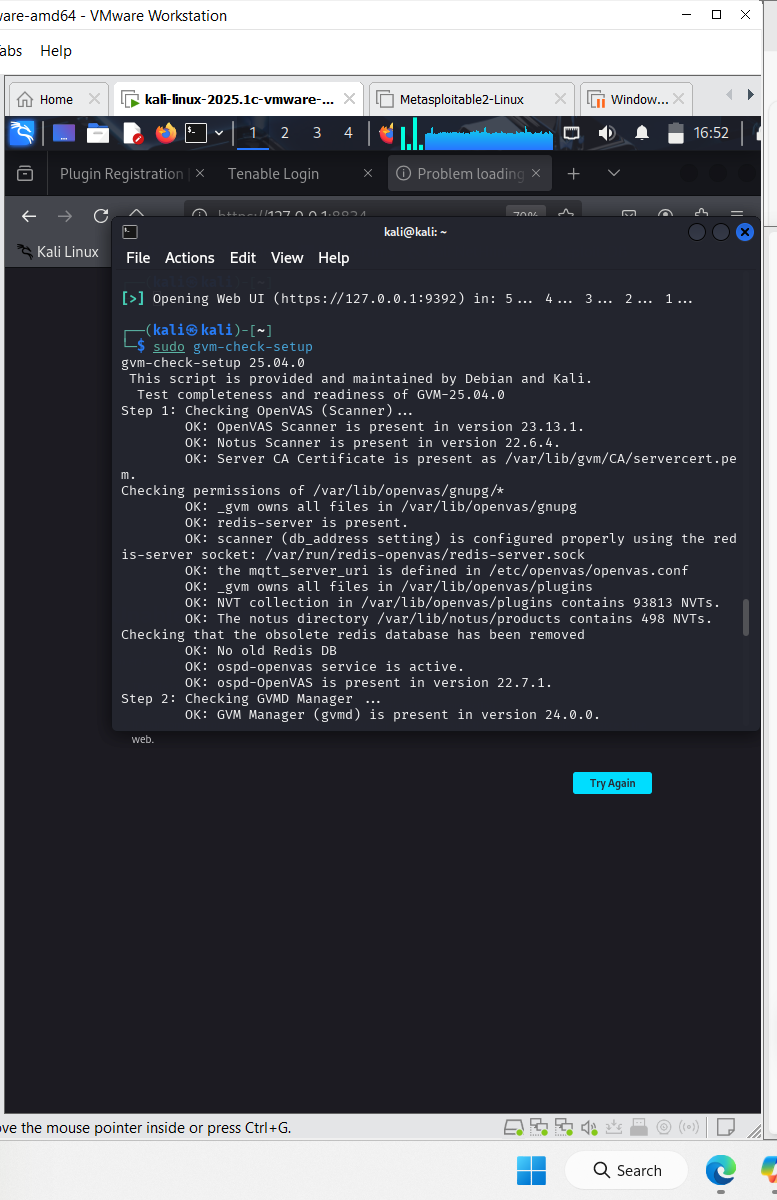 ware-amd64 - VMware Workstation
Tabs Help
Home kali-linux-2025.1c-vmware-... Metasploitable2-Linux Window...
1 2 3 4 16:52
Plugin Registration Tenable Login Problem loading
https://127.0.0.1:8834 70%
Kali Linux
kali@kali: ~
File Actions Edit View Help
[>] Opening Web UI (https://127.0.0.1:9392) in: 5... 4... 3... 2... 1...
┌──(kali㉿kali)-[~]
└─$ sudo gvm-check-setup
gvm-check-setup 25.04.0
This script is provided and maintained by Debian and Kali.
Test completeness and readiness of GVM-25.04.0
Step 1: Checking OpenVAS (Scanner)...
OK: OpenVAS Scanner is present in version 23.13.1.
OK: Notus Scanner is present in version 22.6.4.
OK: Server CA Certificate is present as /var/lib/gvm/CA/servercert.pe
m.
Checking permissions of /var/lib/openvas/gnupg/*
OK: _gvm owns all files in /var/lib/openvas/gnupg
OK: redis-server is present.
OK: scanner (db_address setting) is configured properly using the red
is-server socket: /var/run/redis-openvas/redis-server.sock
OK: the mqtt_server_uri is defined in /etc/openvas/openvas.conf
OK: _gvm owns all files in /var/lib/openvas/plugins
OK: NVT collection in /var/lib/openvas/plugins contains 93813 NVTs.
OK: The notus directory /var/lib/notus/products contains 498 NVTs.
Checking that the obsolete redis database has been removed
OK: No old Redis DB
OK: ospd-openvas service is active.
OK: ospd-OpenVAS is present in version 22.7.1.
Step 2: Checking GVMD Manager ...
OK: GVM Manager (gvmd) is present in version 24.0.0.
web.
Try Again
ove the mouse pointer inside or press Ctrl+G.
Search